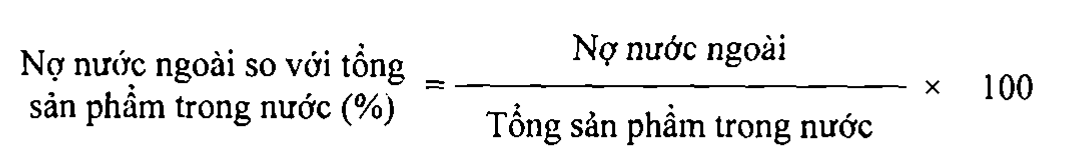 Nợ nước ngoài so với tổng
sản phẩm trong nước (%)
=
Nợ nước ngoài
Tổng sản phẩm trong nước
× 100